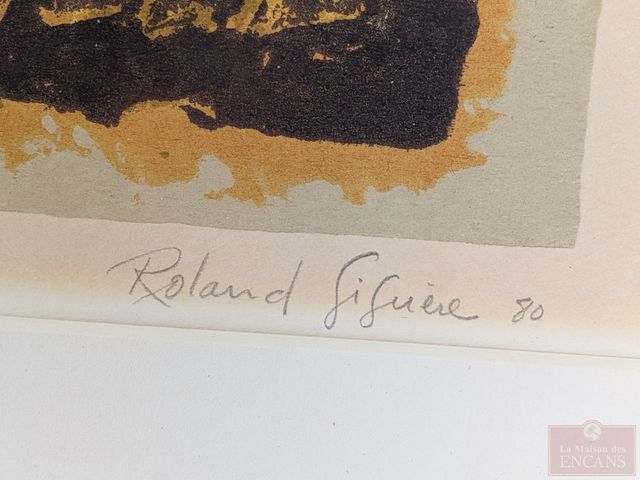 Roland Giguère 80
La Maison des
ENCANS